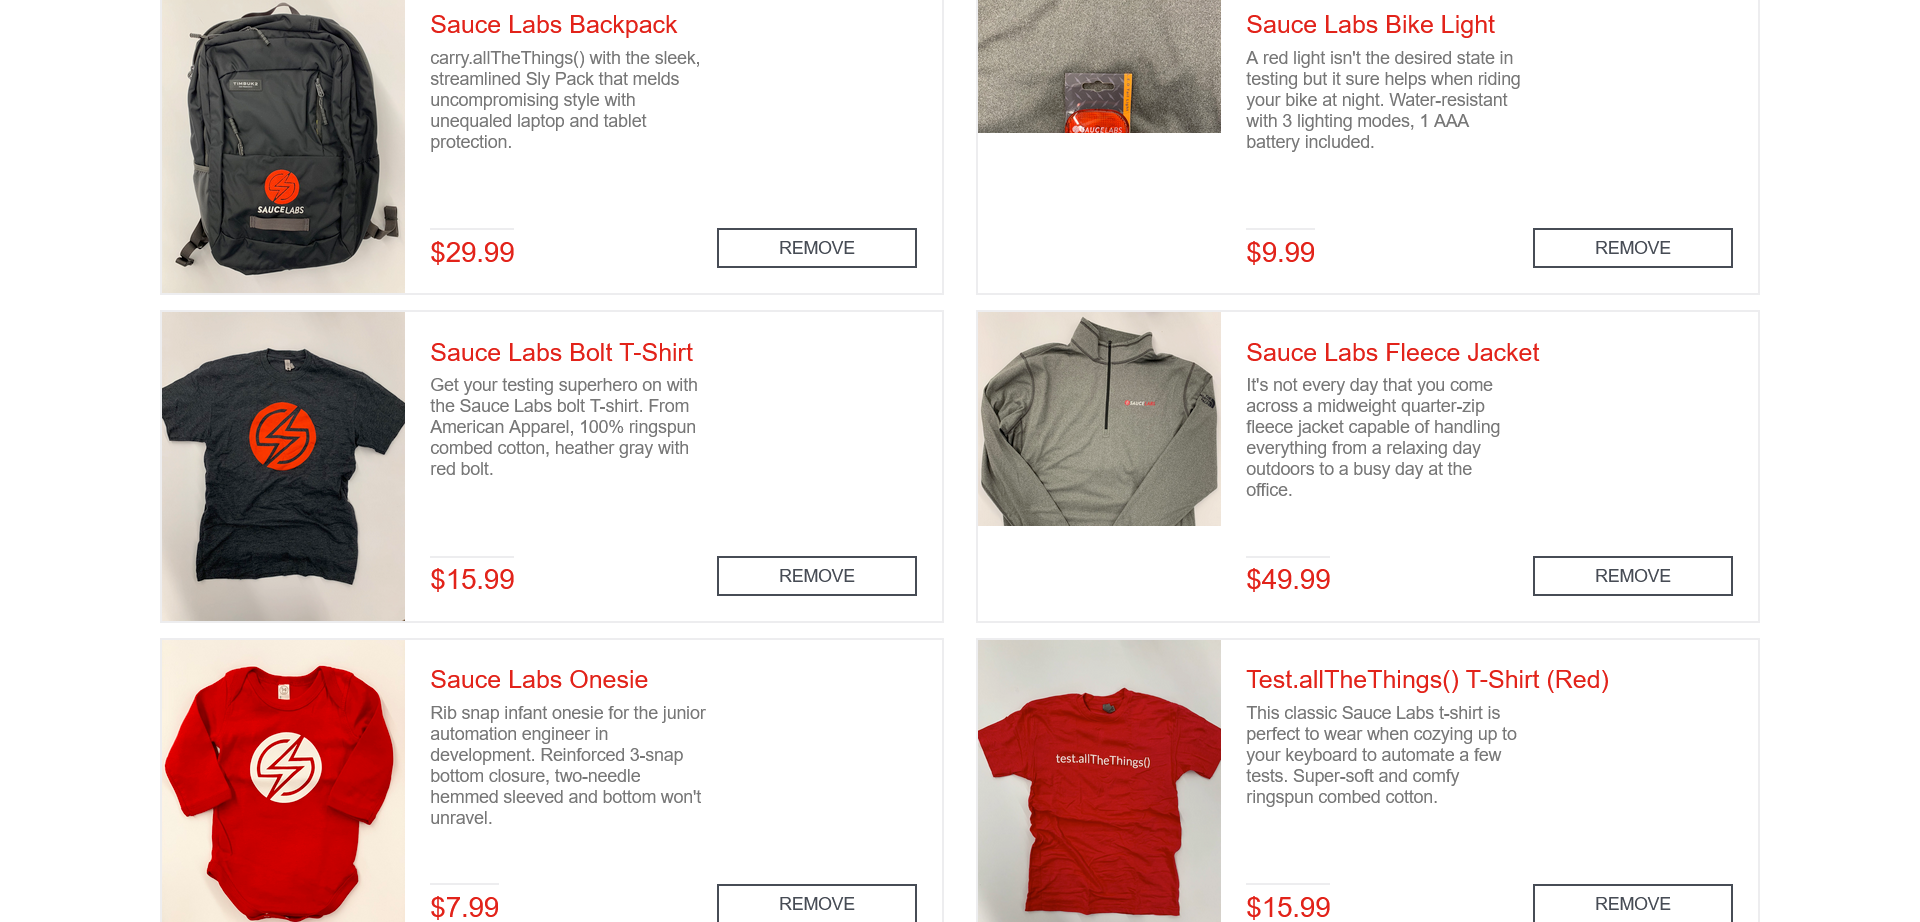 Sauce Labs Backpack
carry.allTheThings() with the sleek,
streamlined Sly Pack that melds
uncompromising style with
unequaled laptop and tablet
protection.
$29.99
REMOVE
TIMBUK2
SAUCELABS
Sauce Labs Bike Light
A red light isn't the desired state in
testing but it sure helps when riding
your bike at night. Water-resistant
with 3 lighting modes, 1 AAA
battery included.
$9.99
REMOVE
SAUCELABS
Sauce Labs Bolt T-Shirt
Get your testing superhero on with
the Sauce Labs bolt T-shirt. From
American Apparel, 100% ringspun
combed cotton, heather gray with
red bolt.
$15.99
REMOVE
Sauce Labs Fleece Jacket
It's not every day that you come
across a midweight quarter-zip
fleece jacket capable of handling
everything from a relaxing day
outdoors to a busy day at the
office.
$49.99
REMOVE
SAUCELABS
Sauce Labs Onesie
Rib snap infant onesie for the junior
automation engineer in
development. Reinforced 3-snap
bottom closure, two-needle
hemmed sleeved and bottom won't
unravel.
$7.99
REMOVE
Test.allTheThings() T-Shirt (Red)
This classic Sauce Labs t-shirt is
perfect to wear when cozying up to
your keyboard to automate a few
tests. Super-soft and comfy
ringspun combed cotton.
$15.99
REMOVE
test.allTheThings()